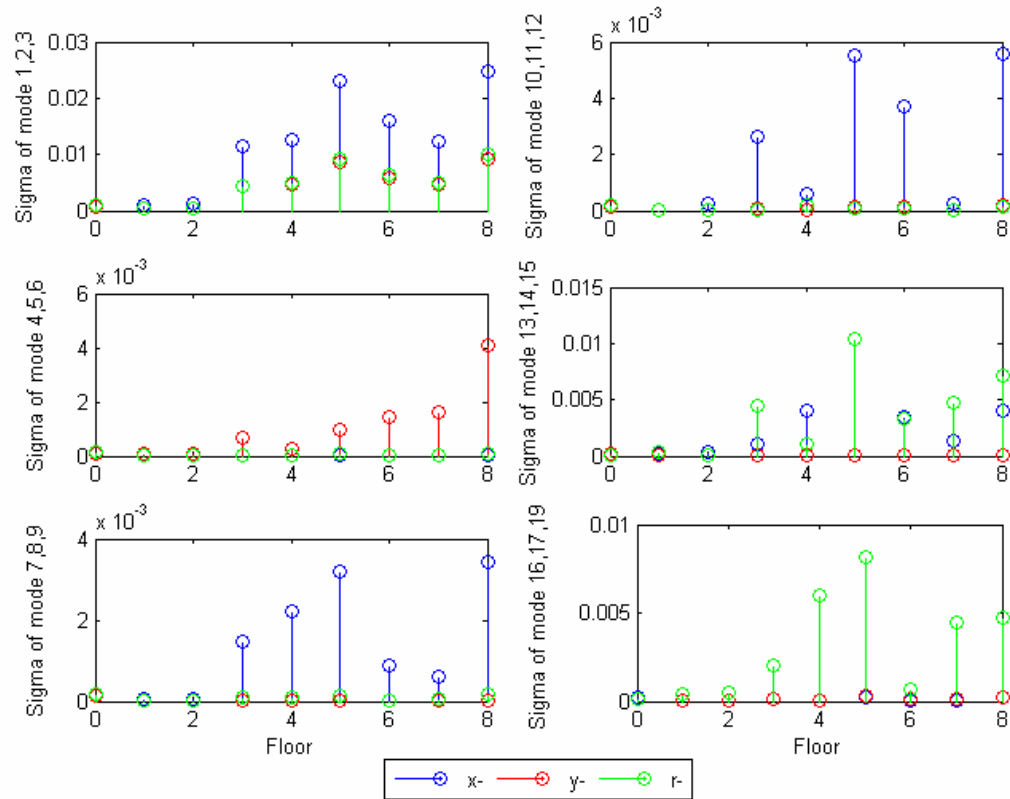 Sigma of mode 1,2,3
0.03
0.02
0.01
0
0 2 4 6 8
Sigma of mode 10,11,12
x 10^-3
6
4
2
0
0 2 4 6 8
Sigma of mode 4,5,6
x 10^-3
6
4
2
0
0 2 4 6 8
Sigma of mode 13,14,15
0.015
0.01
0.005
0
0 2 4 6 8
Sigma of mode 7,8,9
x 10^-3
4
2
0
0 2 4 6 8
Floor
Sigma of mode 16,17,19
0.01
0.005
0
0 2 4 6 8
Floor
x- y- r-